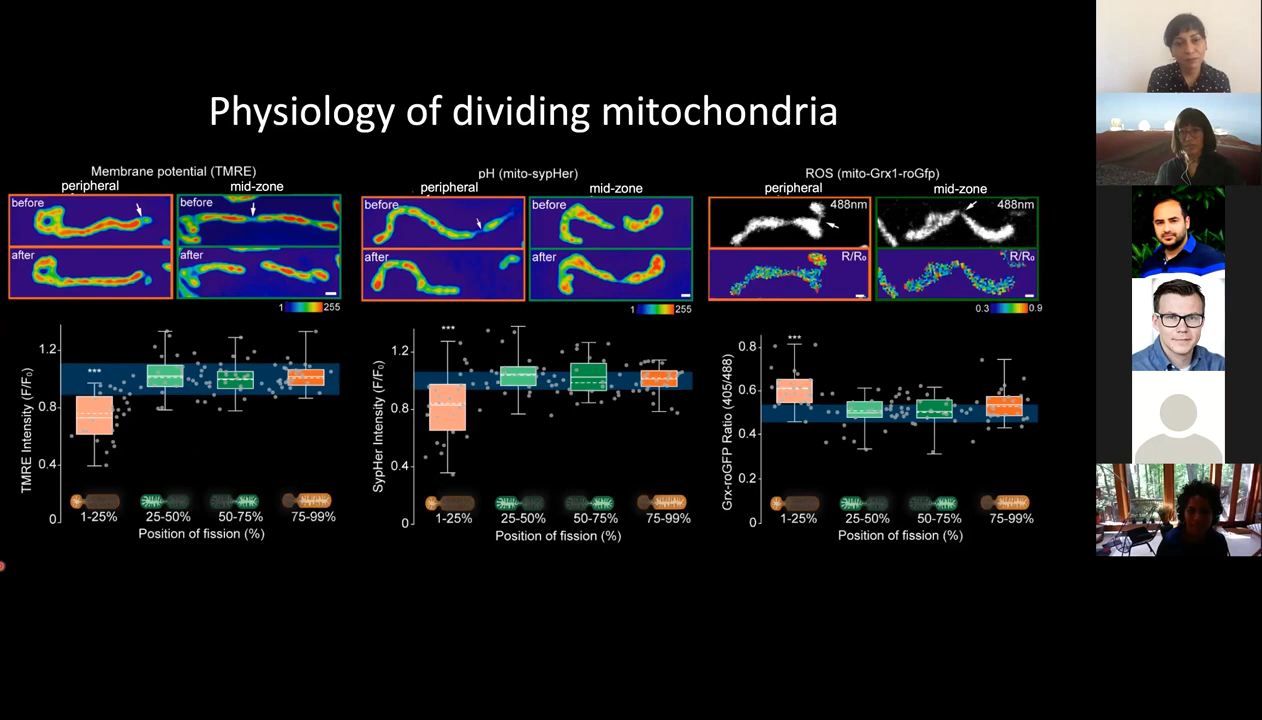 Physiology of dividing mitochondria
Membrane potential (TMRE)
peripheral
mid-zone
before
before
after
after
1
255
1.2
0.8
0.4
0
***
TMRE Intensity (F/F₀)
1-25%
25-50%
50-75%
75-99%
Position of fission (%)
pH (mito-sypHer)
peripheral
mid-zone
before
before
after
after
1
255
1.2
0.8
0.4
0
***
SypHer Intensity (F/F₀)
1-25%
25-50%
50-75%
75-99%
Position of fission (%)
ROS (mito-Grx1-roGfp)
peripheral
mid-zone
488nm
488nm
R/R₀
R/R₀
0.3
0.9
0.8
0.6
0.4
0.2
0
***
Grx-roGFP Ratio (405/488)
1-25%
25-50%
50-75%
75-99%
Position of fission (%)